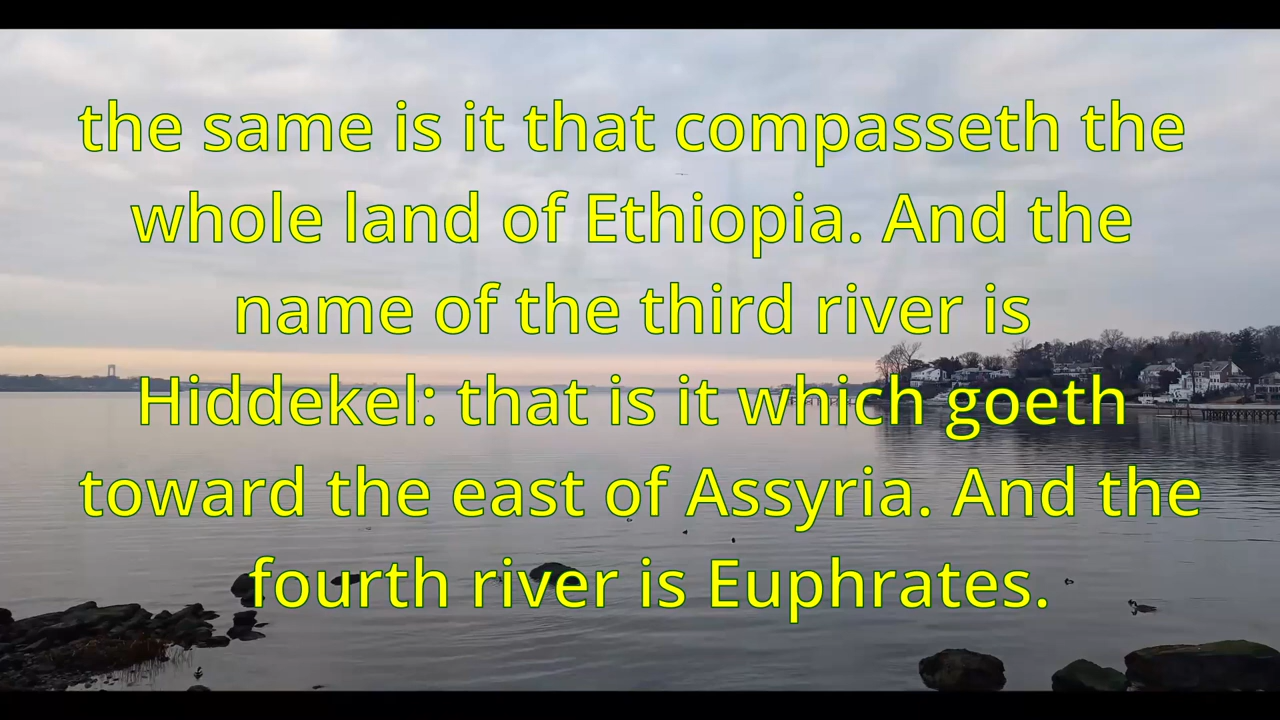 the same is it that compasseth the
whole land of Ethiopia. And the
name of the third river is
Hiddekel: that is it which goeth
toward the east of Assyria. And the
fourth river is Euphrates.